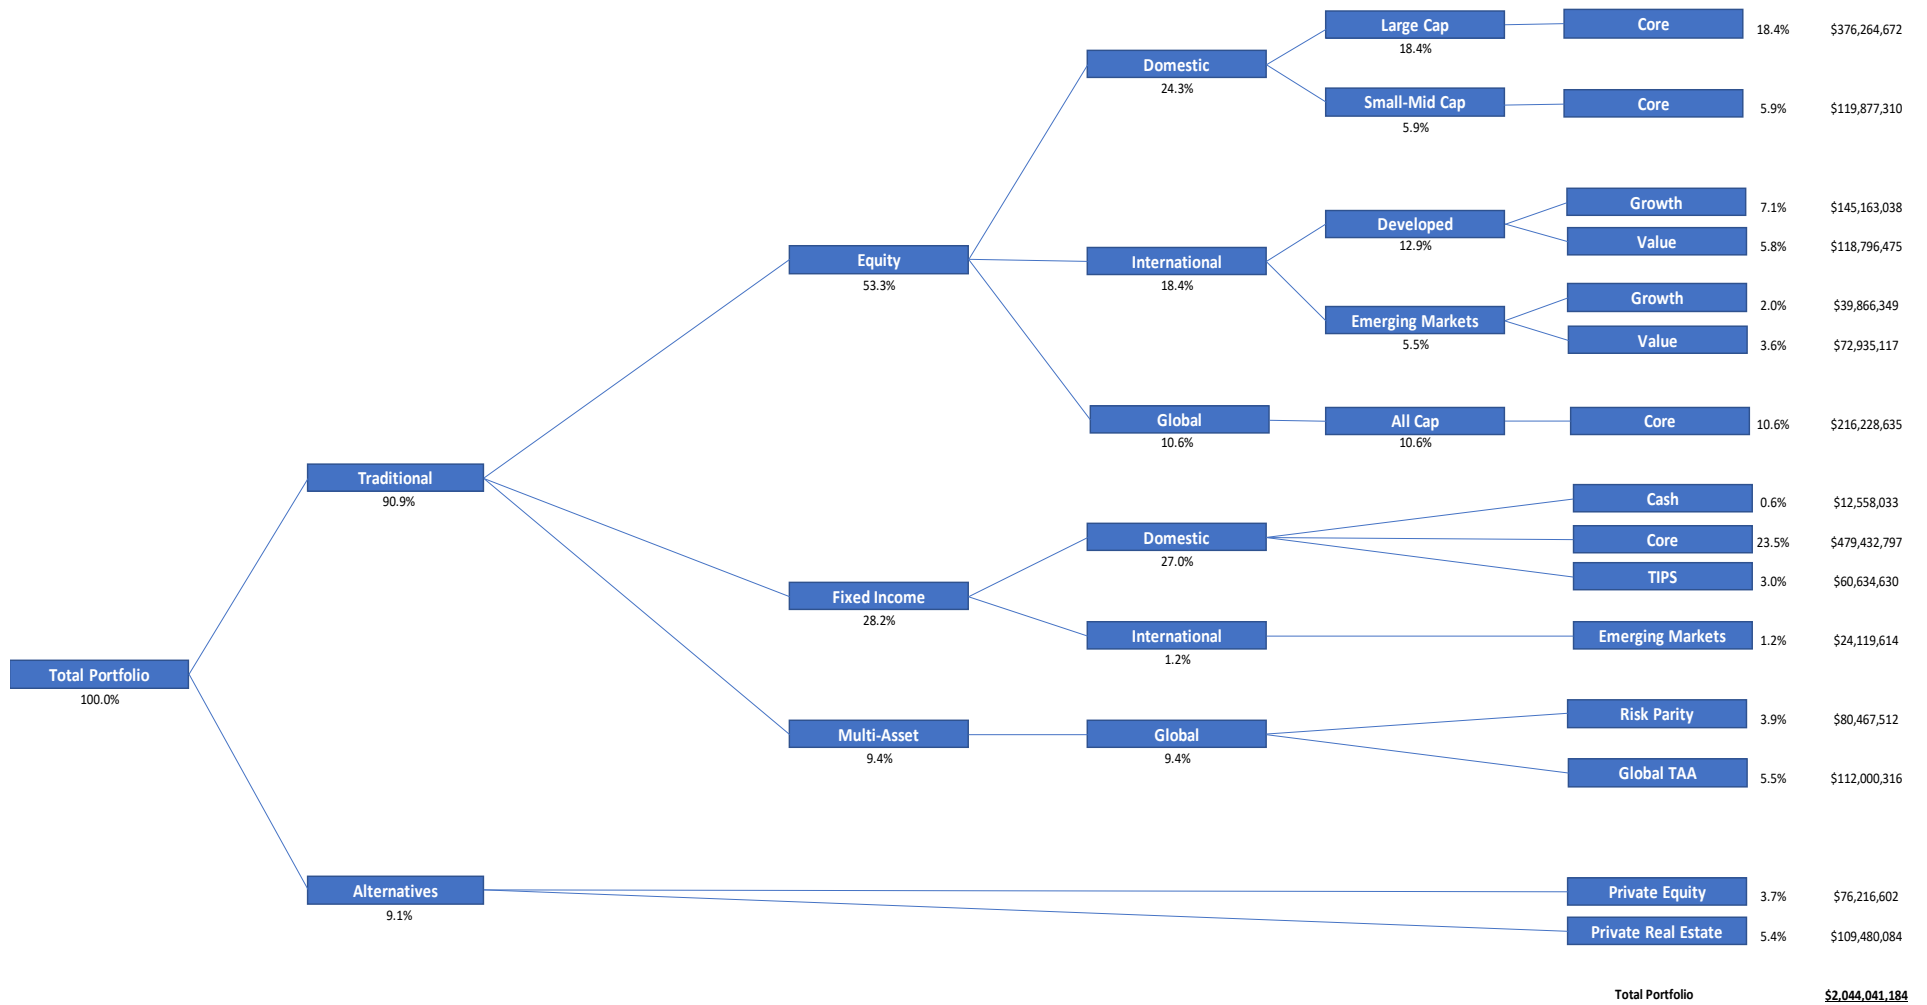 Large Cap
18.4%
Core
18.4% $376,264,672
Domestic
24.3%
Small-Mid Cap
5.9%
Core
5.9% $119,877,310
Growth
7.1% $145,163,038
Developed
12.9%
Value
5.8% $118,796,475
Equity
53.3%
International
18.4%
Growth
2.0% $39,866,349
Emerging Markets
5.5%
Value
3.6% $72,935,117
Global
10.6%
All Cap
10.6%
Core
10.6% $216,228,635
Traditional
90.9%
Cash
0.6% $12,558,033
Domestic
27.0%
Core
23.5% $479,432,797
TIPS
3.0% $60,634,630
Fixed Income
28.2%
International
1.2%
Emerging Markets
1.2% $24,119,614
Total Portfolio
100.0%
Risk Parity
3.9% $80,467,512
Multi-Asset
9.4%
Global
9.4%
Global TAA
5.5% $112,000,316
Alternatives
9.1%
Private Equity
3.7% $76,216,602
Private Real Estate
5.4% $109,480,084
Total Portfolio $2,044,041,184